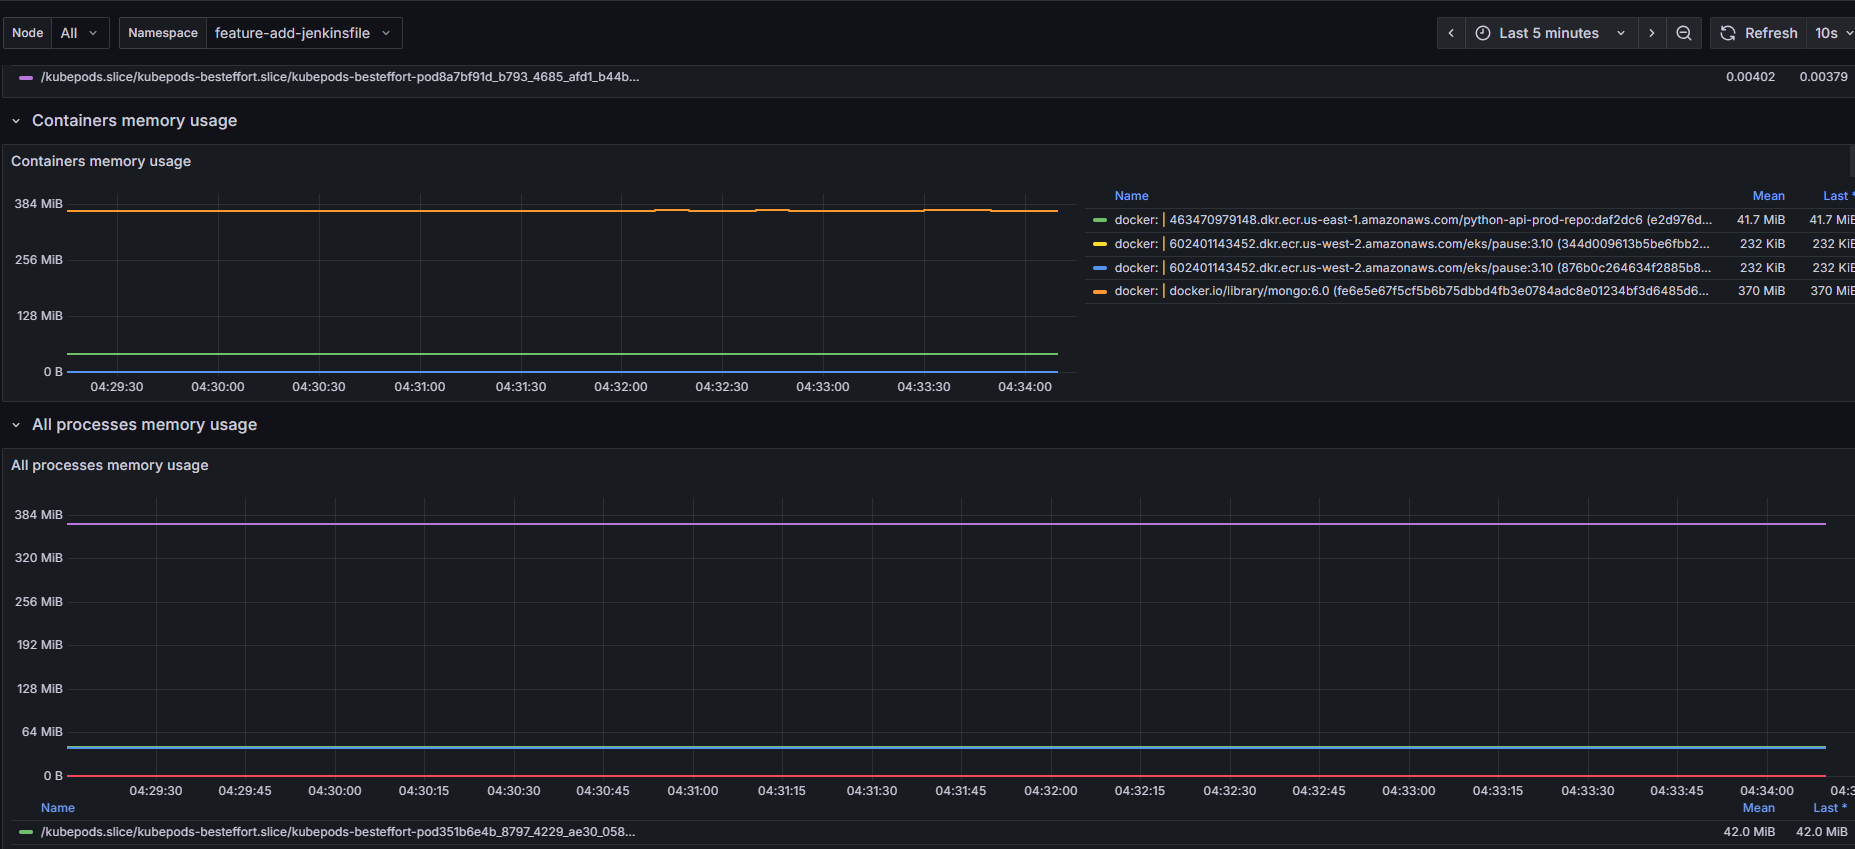 Node All Namespace feature-add-jenkinsfile Last 5 minutes Refresh 10s
/kubepods.slice/kubepods-besteffort.slice/kubepods-besteffort-pod8a7bf91d_b793_4685_afd1_b44b... 0.00402 0.00379
Containers memory usage
Containers memory usage
384 MiB
256 MiB
128 MiB
0 B
04:29:30 04:30:00 04:30:30 04:31:00 04:31:30 04:32:00 04:32:30 04:33:00 04:33:30 04:34:00
Name Mean Last *
docker: | 463470979148.dkr.ecr.us-east-1.amazonaws.com/python-api-prod-repo:daf2dc6 (e2d976d... 41.7 MiB 41.7 MiB
docker: | 602401143452.dkr.ecr.us-west-2.amazonaws.com/eks/pause:3.10 (344d009613b5be6fbb2... 232 KiB 232 KiB
docker: | 602401143452.dkr.ecr.us-west-2.amazonaws.com/eks/pause:3.10 (876b0c264634f2885b8... 232 KiB 232 KiB
docker: | docker.io/library/mongo:6.0 (fe6e5e67f5cf5b6b75dbbd4fb3e0784adc8e01234bf3d6485d6... 370 MiB 370 MiB
All processes memory usage
All processes memory usage
384 MiB
320 MiB
256 MiB
192 MiB
128 MiB
64 MiB
0 B
04:29:30 04:29:45 04:30:00 04:30:15 04:30:30 04:30:45 04:31:00 04:31:15 04:31:30 04:31:45 04:32:00 04:32:15 04:32:30 04:32:45 04:33:00 04:33:15 04:33:30 04:33:45 04:34:00 04:3
Name Mean Last *
/kubepods.slice/kubepods-besteffort.slice/kubepods-besteffort-pod351b6e4b_8797_4229_ae30_058... 42.0 MiB 42.0 MiB